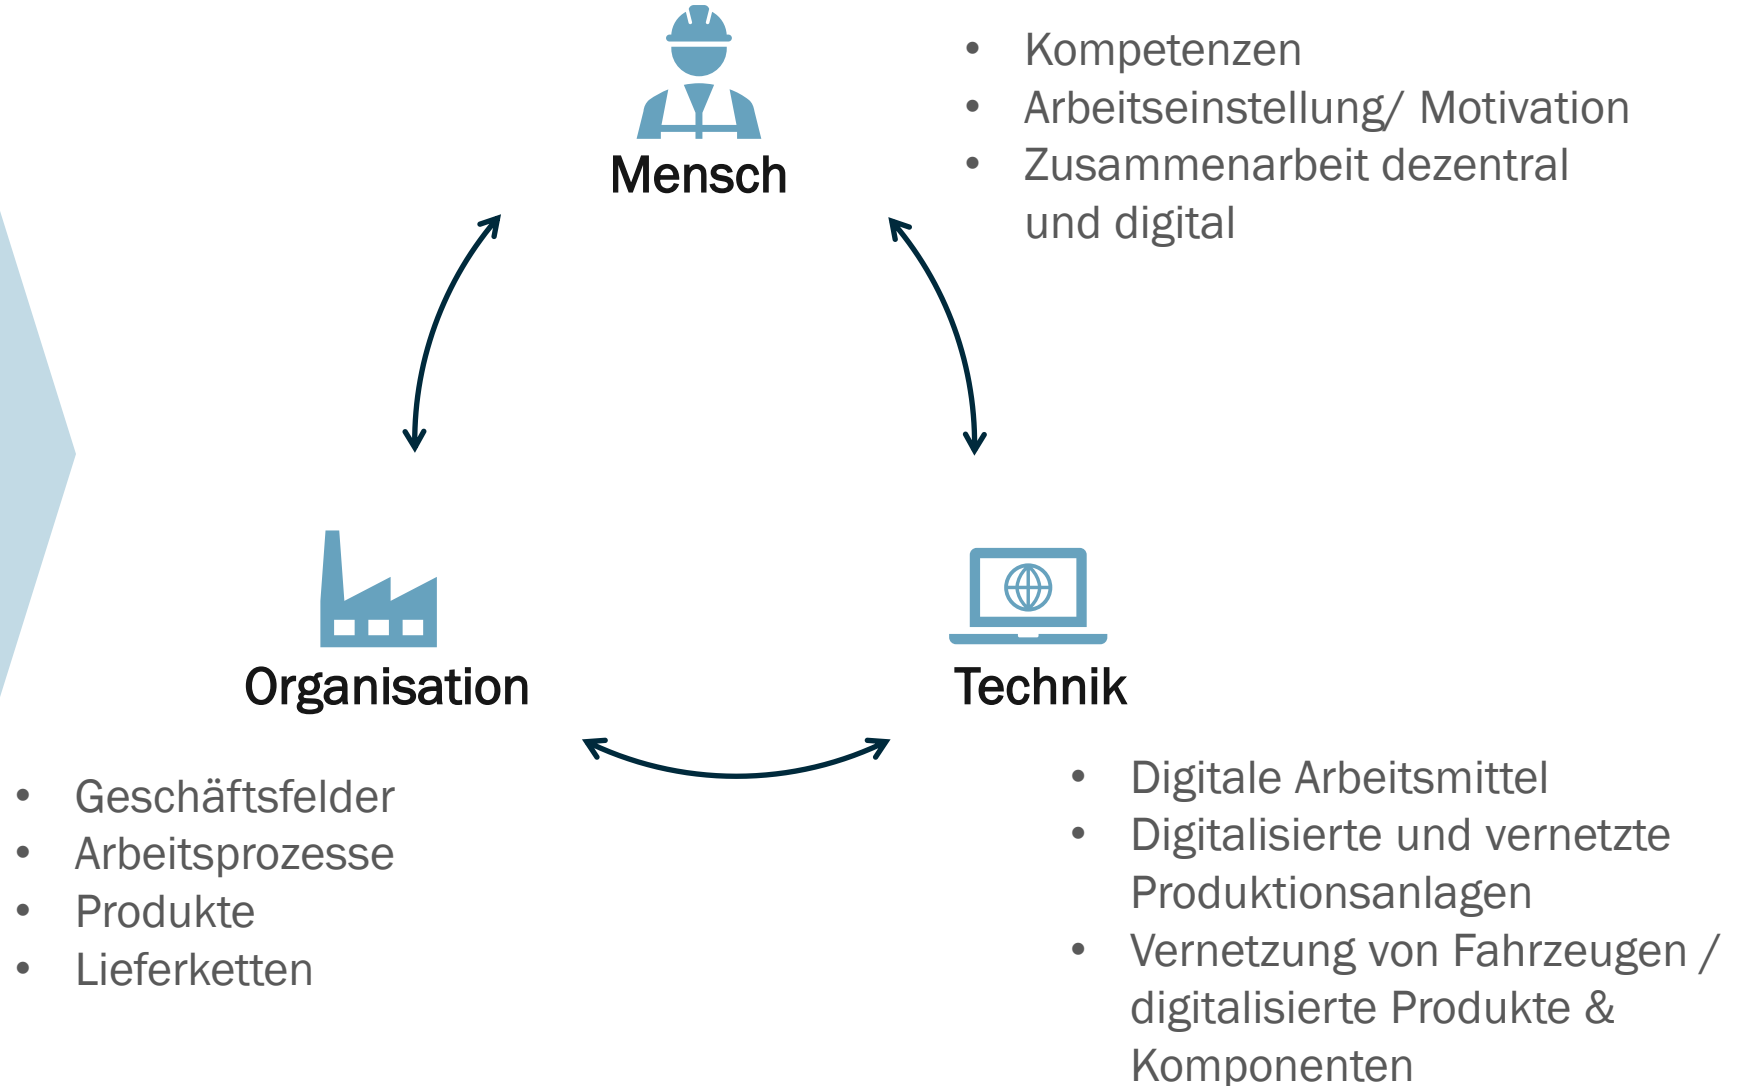 Mensch
• Kompetenzen
• Arbeitseinstellung/ Motivation
• Zusammenarbeit dezentral
und digital
Organisation
• Geschäftsfelder
• Arbeitsprozesse
• Produkte
• Lieferketten
Technik
• Digitale Arbeitsmittel
• Digitalisierte und vernetzte
Produktionsanlagen
• Vernetzung von Fahrzeugen /
digitalisierte Produkte &
Komponenten